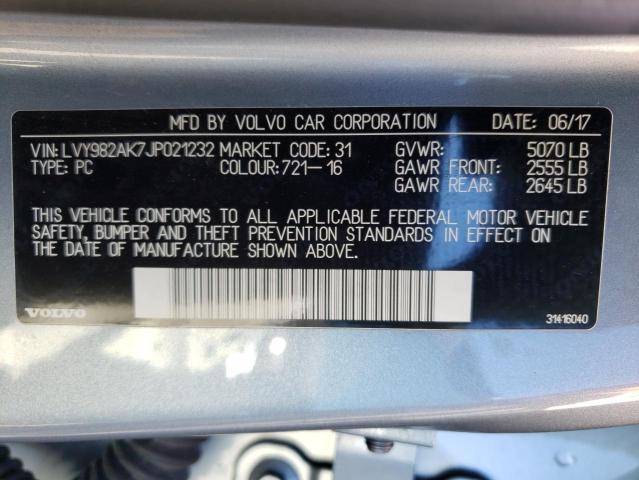 MFD BY VOLVO CAR CORPORATION DATE: 06/17
VIN: LVY982AK7JP021232 MARKET CODE: 31 GVWR: 5070 LB
TYPE: PC COLOUR: 721-16 GAWR FRONT: 2555 LB
GAWR REAR: 2645 LB
THIS VEHICLE CONFORMS TO ALL APPLICABLE FEDERAL MOTOR VEHICLE
SAFETY, BUMPER AND THEFT PREVENTION STANDARDS IN EFFECT ON
THE DATE OF MANUFACTURE SHOWN ABOVE.
VOLVO 31416040